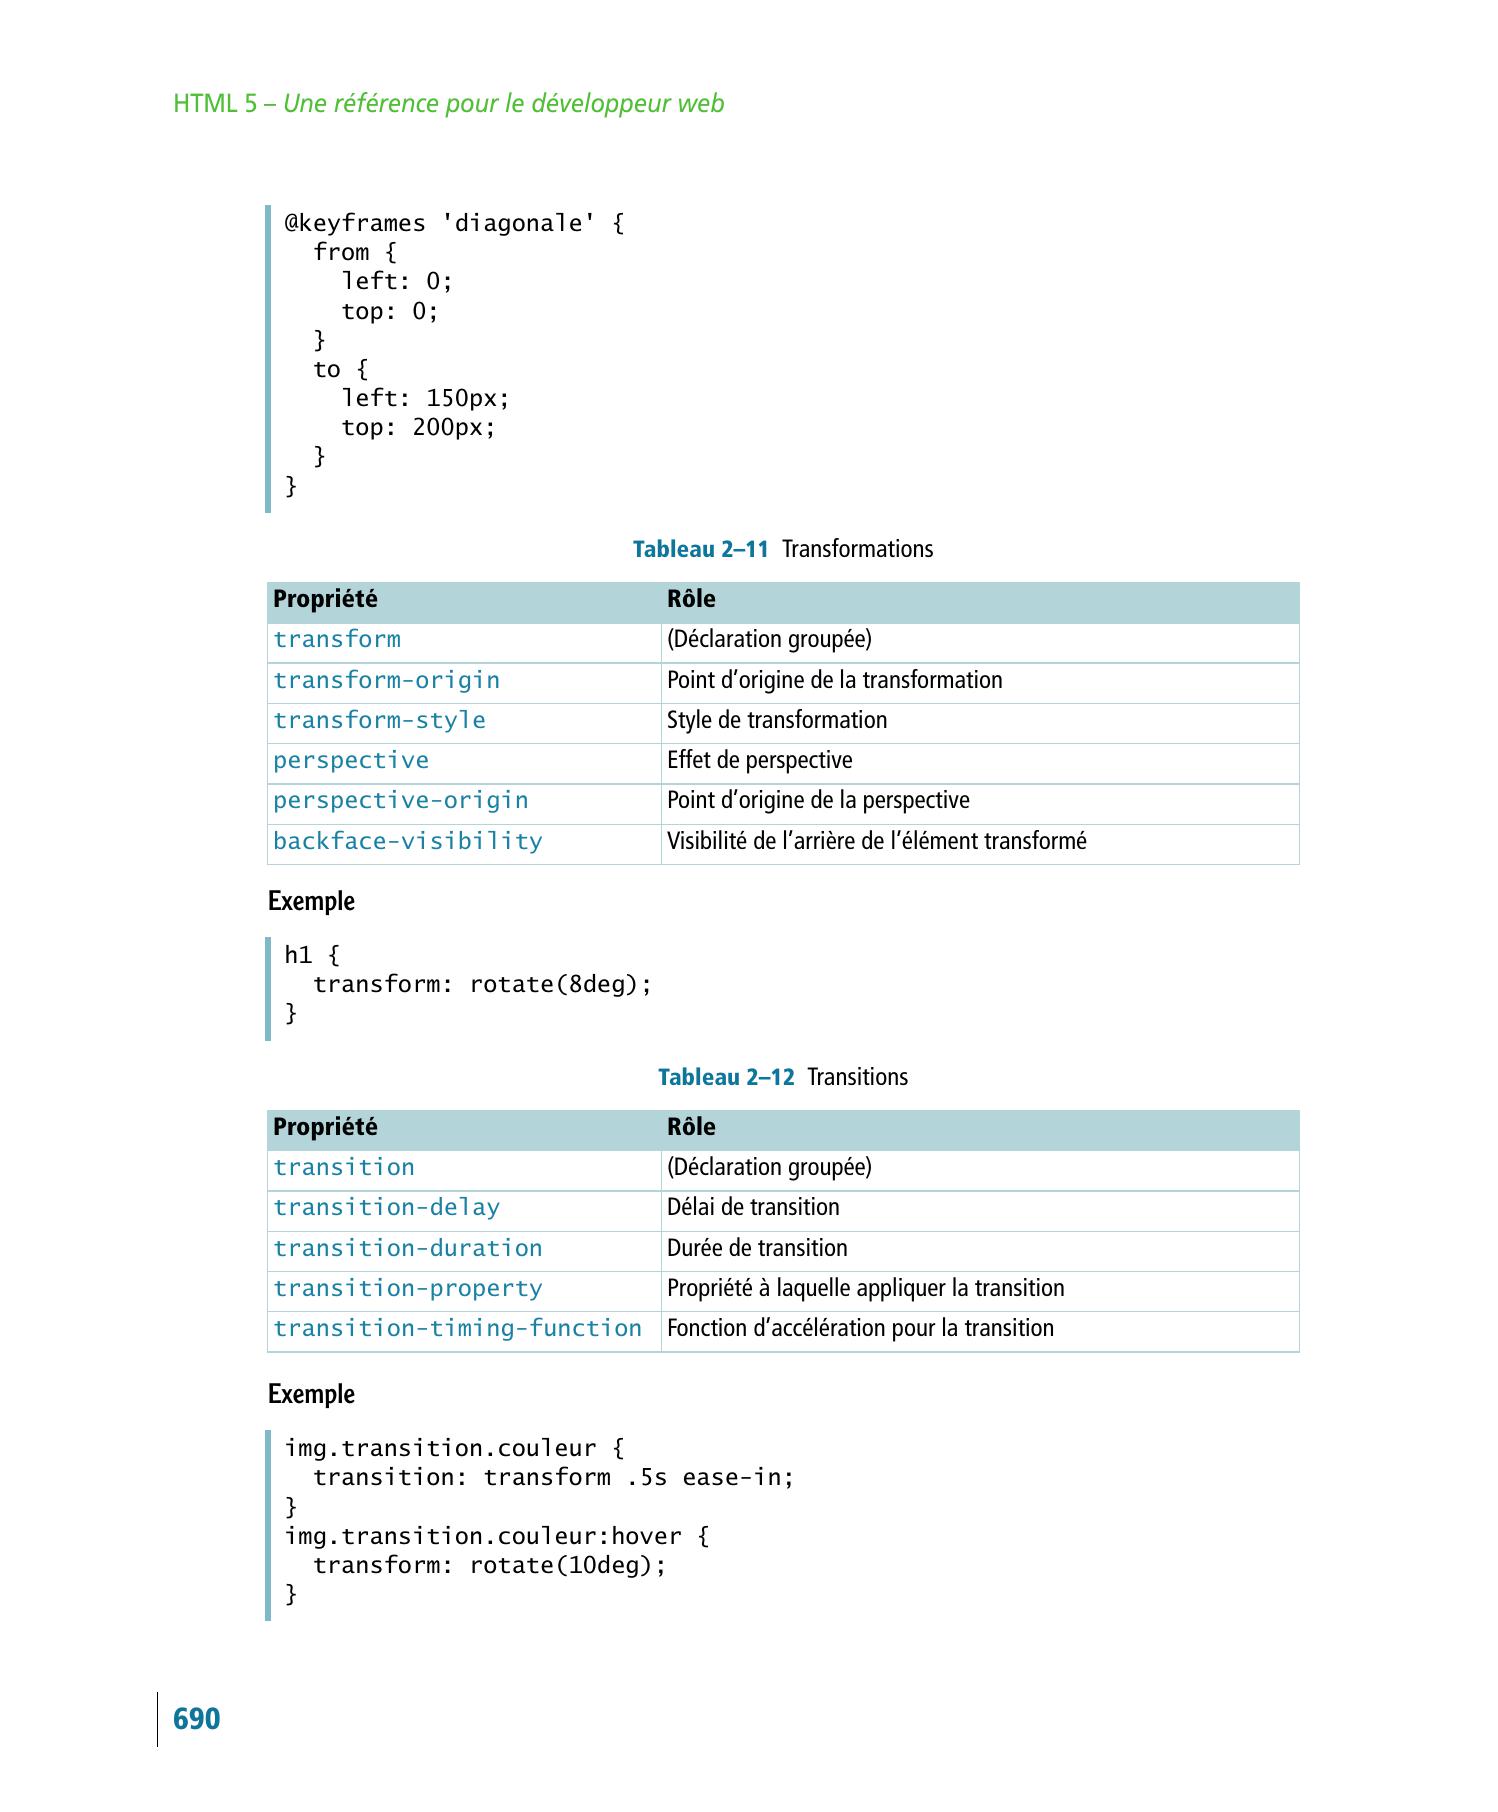 HTML 5 – Une référence pour le développeur web
@keyframes 'diagonale' {
  from {
    left: 0;
    top: 0;
  }
  to {
    left: 150px;
    top: 200px;
  }
}
Tableau 2–11 Transformations
Propriété Rôle
transform (Déclaration groupée)
transform-origin Point d’origine de la transformation
transform-style Style de transformation
perspective Effet de perspective
perspective-origin Point d’origine de la perspective
backface-visibility Visibilité de l’arrière de l’élément transformé
Exemple
h1 {
  transform: rotate(8deg);
}
Tableau 2–12 Transitions
Propriété Rôle
transition (Déclaration groupée)
transition-delay Délai de transition
transition-duration Durée de transition
transition-property Propriété à laquelle appliquer la transition
transition-timing-function Fonction d’accélération pour la transition
Exemple
img.transition.couleur {
  transition: transform .5s ease-in;
}
img.transition.couleur:hover {
  transform: rotate(10deg);
}
690